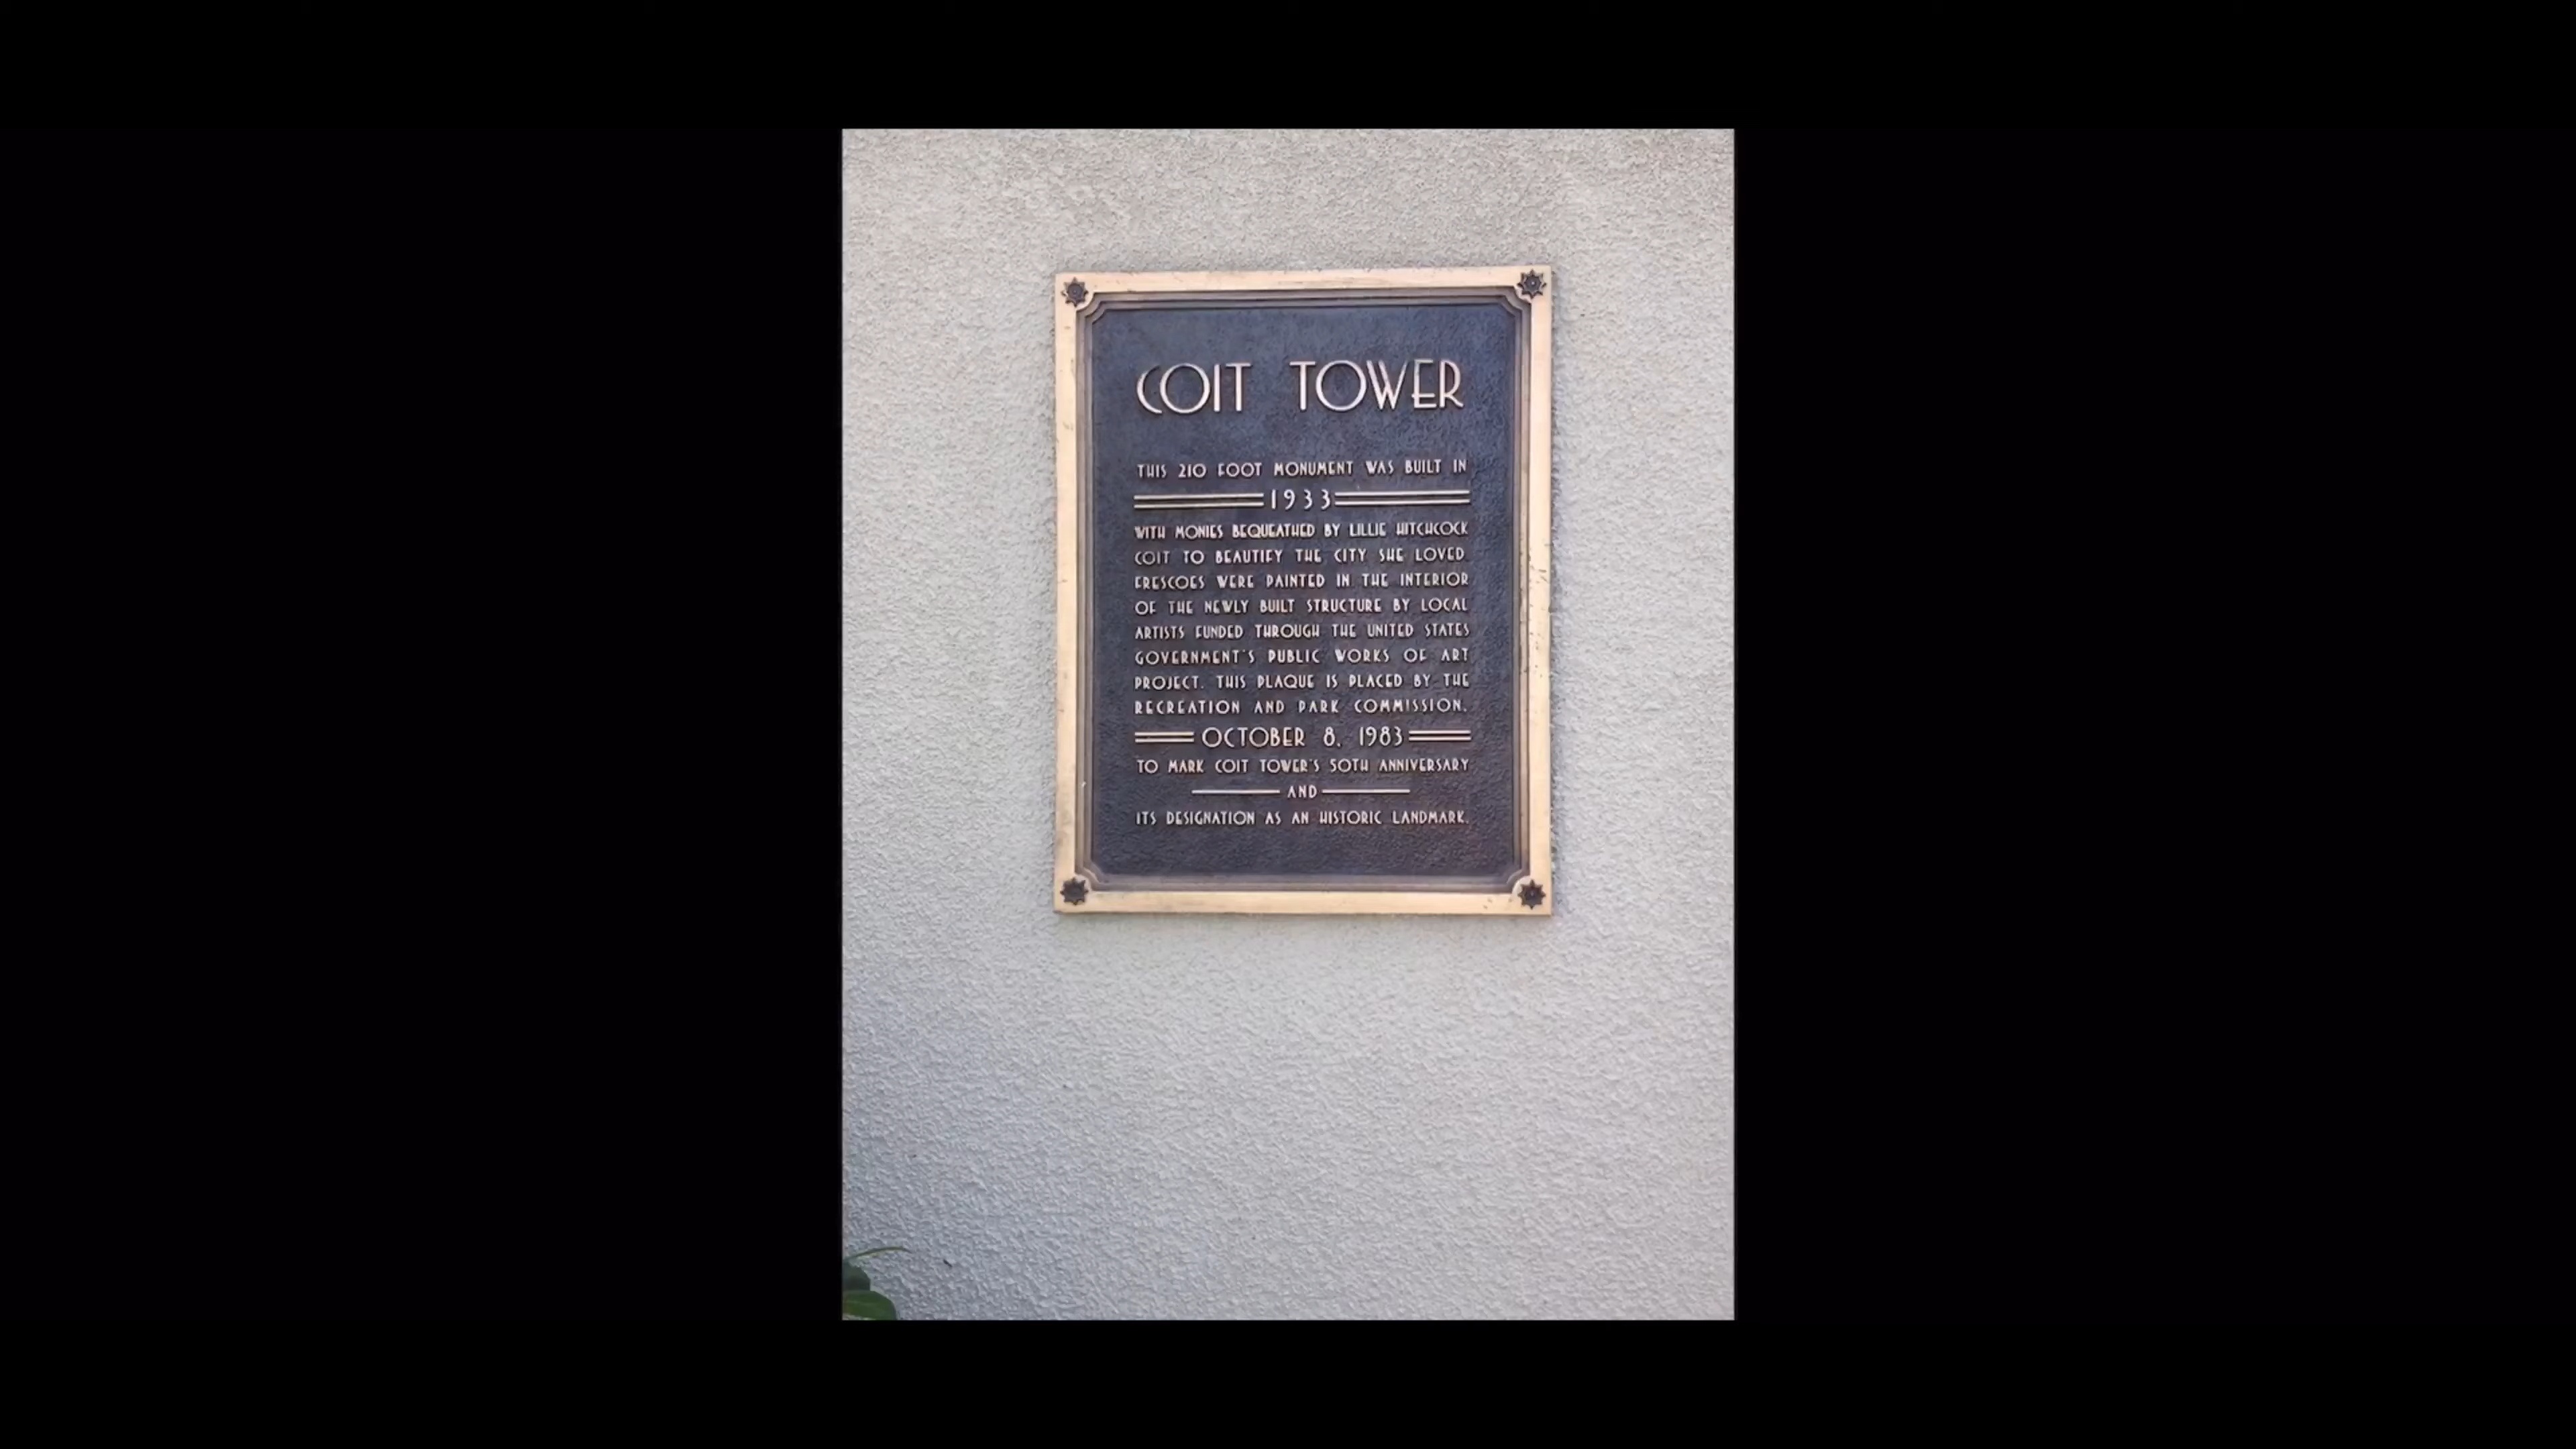 COIT TOWER
THIS 210 FOOT MONUMENT WAS BUILT IN
1933
WITH MONIES BEQUEATHED BY LILLIE HITCHCOCK
COIT TO BEAUTIFY THE CITY SHE LOVED.
FRESCOES WERE PAINTED IN THE INTERIOR
OF THE NEWLY BUILT STRUCTURE BY LOCAL
ARTISTS FUNDED THROUGH THE UNITED STATES
GOVERNMENT'S PUBLIC WORKS OF ART
PROJECT. THIS PLAQUE IS PLACED BY THE
RECREATION AND PARK COMMISSION.
OCTOBER 8, 1983
TO MARK COIT TOWER'S 50TH ANNIVERSARY
AND
ITS DESIGNATION AS AN HISTORIC LANDMARK.